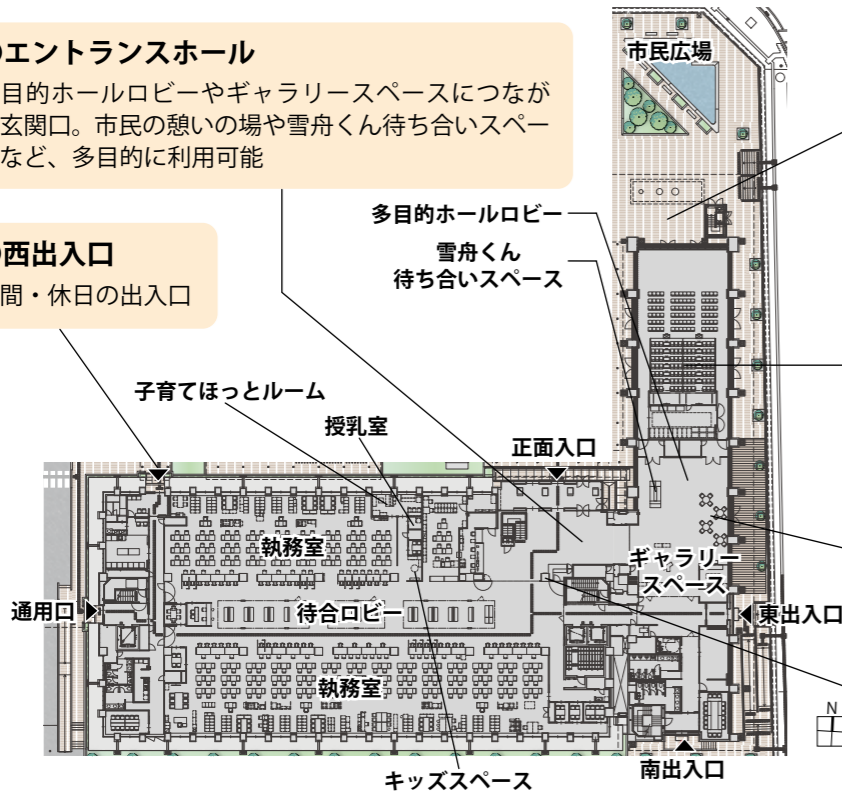 のエントランスホール
目的ホールロビーやギャラリースペースにつなが
玄関口。市民の憩いの場や雪舟くん待ち合いスペー
など、多目的に利用可能
の西出入口
間・休日の出入口
市民広場
多目的ホールロビー
雪舟くん
待ち合いスペース
子育てほっとルーム
授乳室
正面入口
執務室
ギャラリー
スペース
通用口
待合ロビー
東出入口
執務室
N
南出入口
キッズスペース